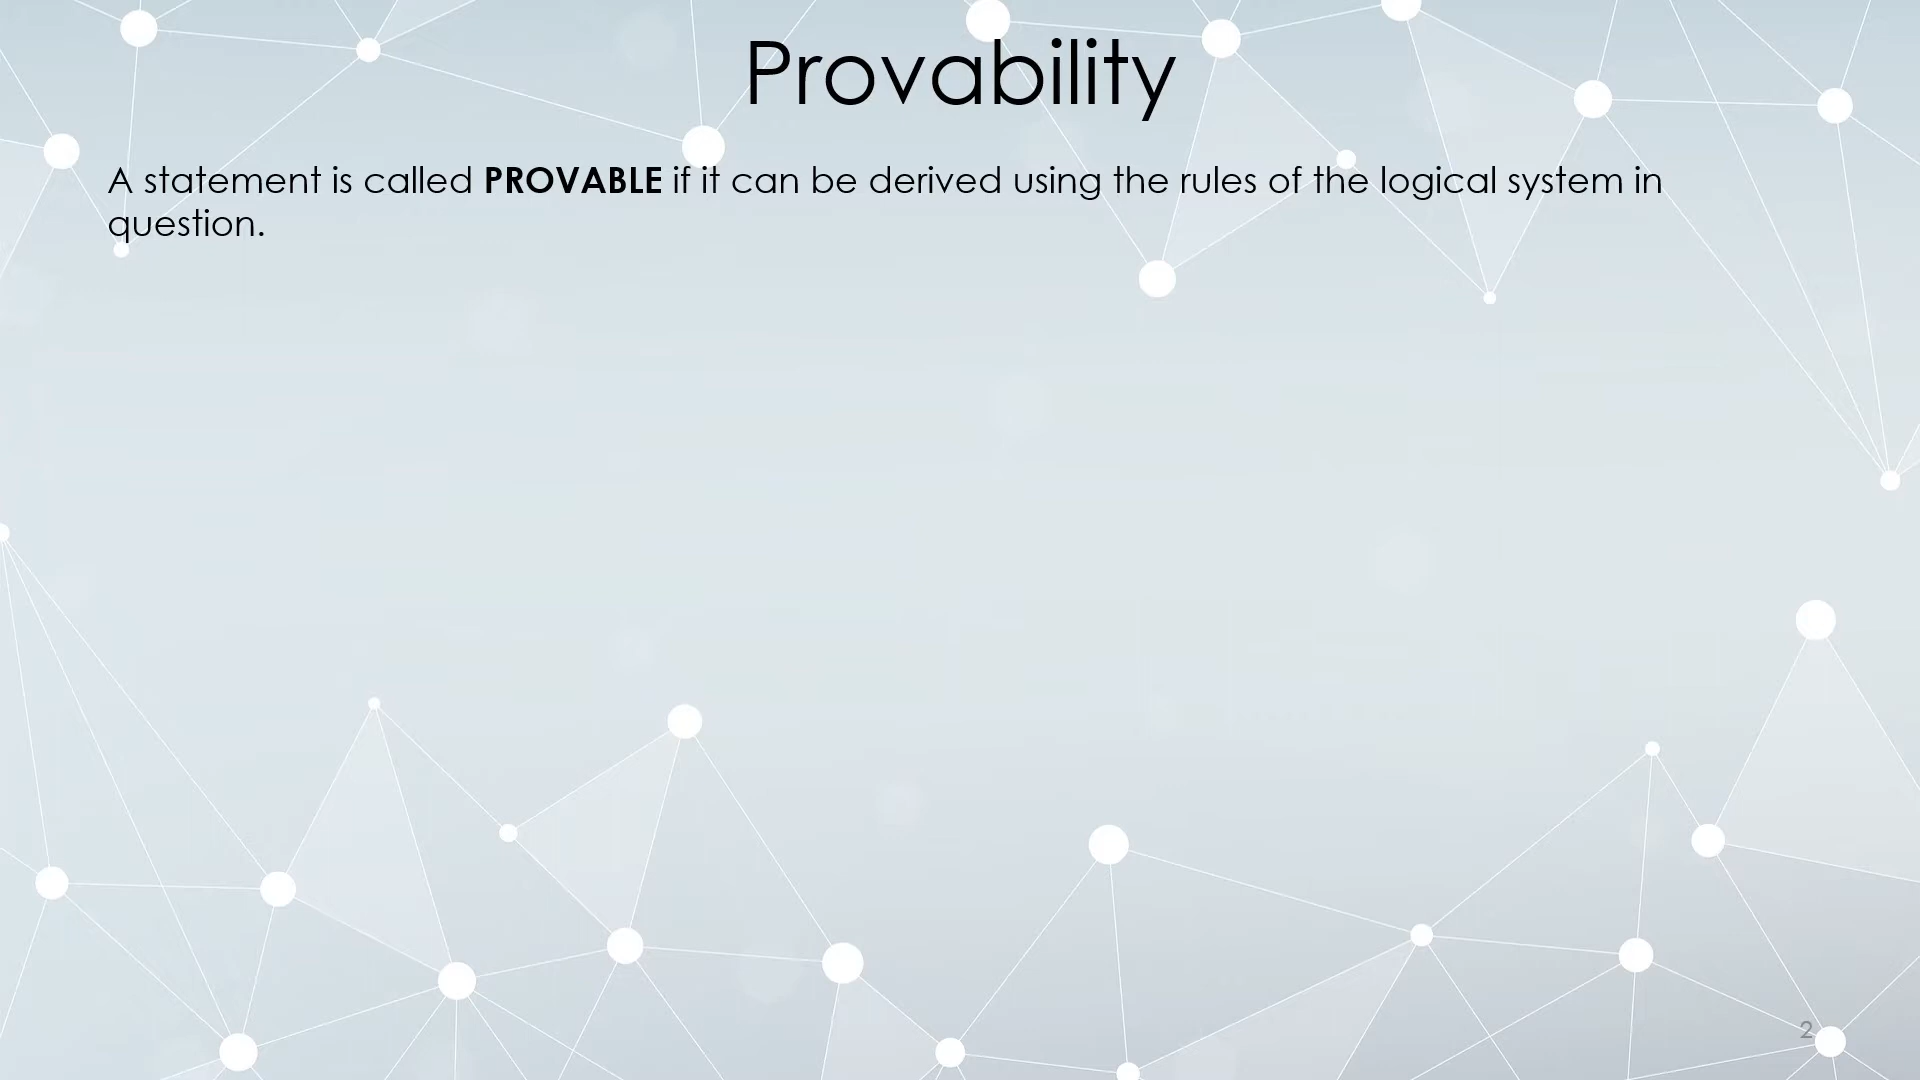 Provability
A statement is called PROVABLE if it can be derived using the rules of the logical system in
question.
2